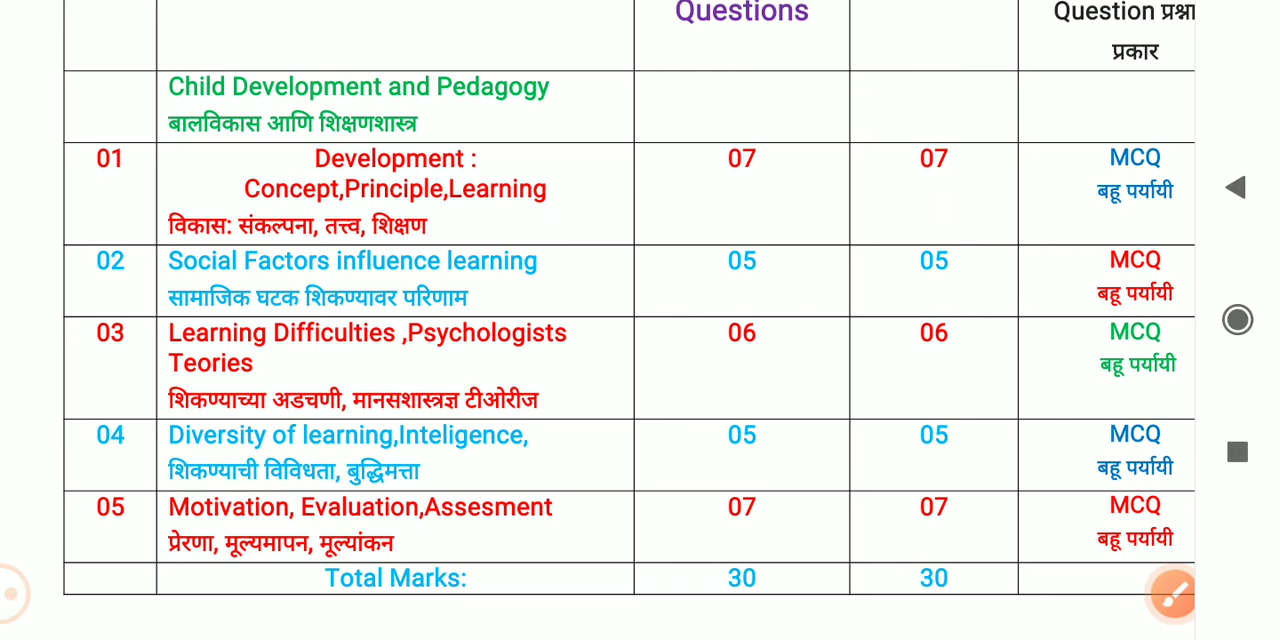 Questions
Question प्रश्ना
प्रकार
Child Development and Pedagogy
बालविकास आणि शिक्षणशास्त्र
01 Development : 07 07 MCQ
Concept,Principle,Learning बहू पर्यायी
विकास: संकल्पना, तत्त्व, शिक्षण
02 Social Factors influence learning 05 05 MCQ
सामाजिक घटक शिकण्यावर परिणाम बहू पर्यायी
03 Learning Difficulties ,Psychologists 06 06 MCQ
Teories बहू पर्यायी
शिकण्याच्या अडचणी, मानसशास्त्रज्ञ टीओरीज
04 Diversity of learning,Inteligence, 05 05 MCQ
शिकण्याची विविधता, बुद्धिमत्ता बहू पर्यायी
05 Motivation, Evaluation,Assesment 07 07 MCQ
प्रेरणा, मूल्यमापन, मूल्यांकन बहू पर्यायी
Total Marks: 30 30